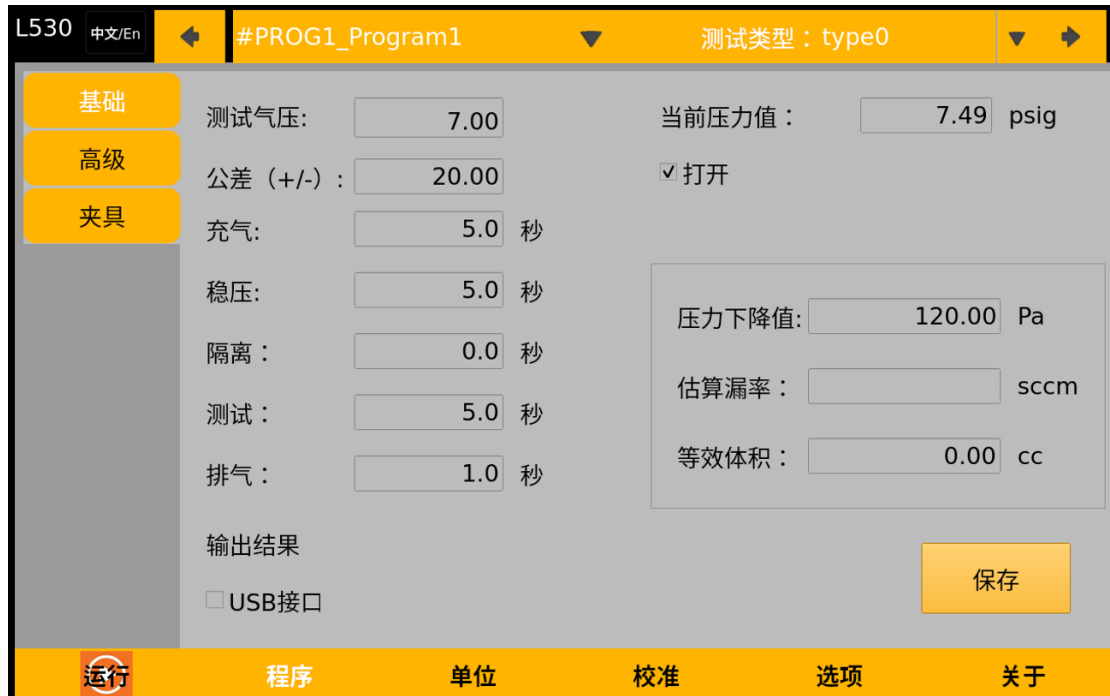 L530 中文/En #PROG1_Program1 测试类型：type0
基础
高级
夹具
测试气压: 7.00
公差（+/-）: 20.00
充气: 5.0 秒
稳压: 5.0 秒
隔离： 0.0 秒
测试： 5.0 秒
排气： 1.0 秒
输出结果
USB接口
当前压力值： 7.49 psig
打开
压力下降值: 120.00 Pa
估算漏率： sccm
等效体积： 0.00 cc
保存
运行 程序 单位 校准 选项 关于